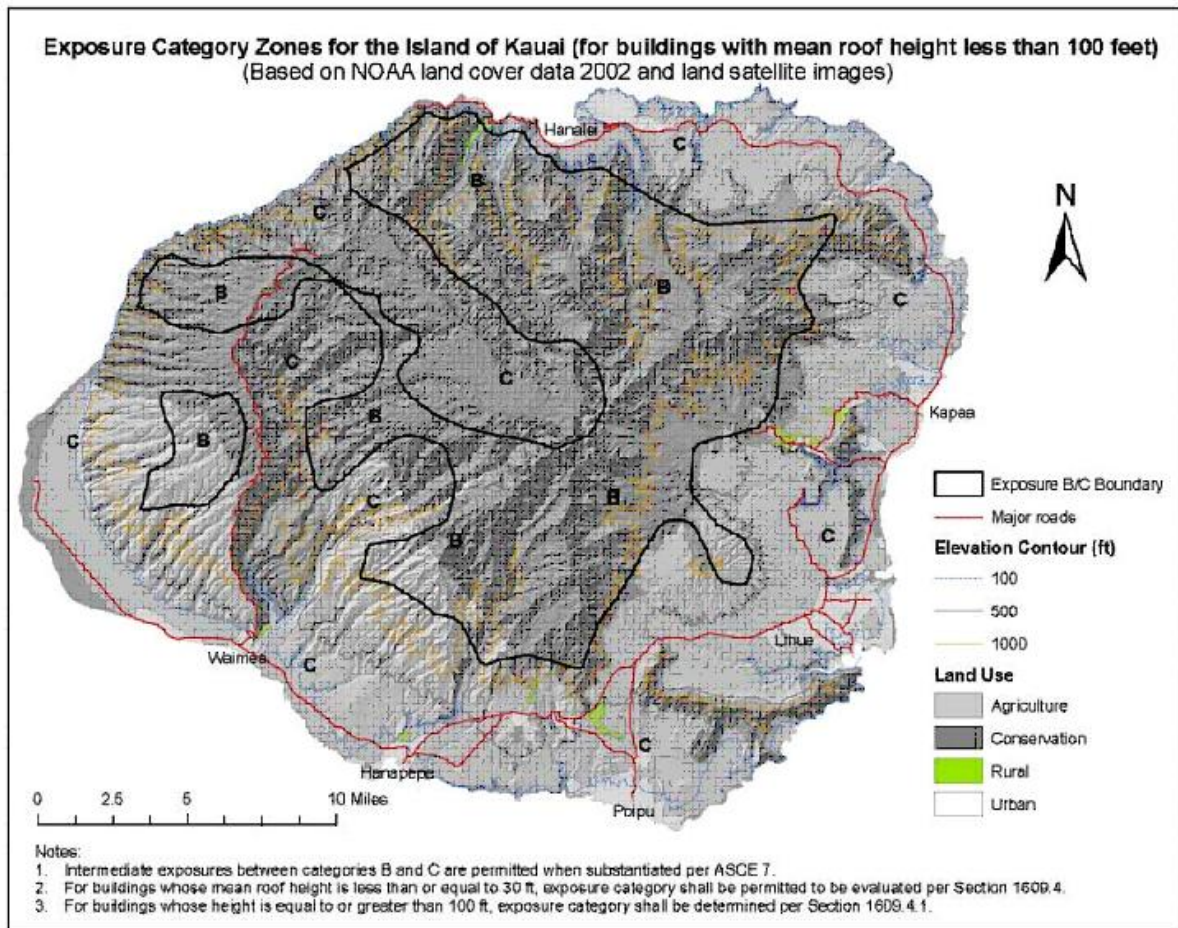 Exposure Category Zones for the Island of Kauai (for buildings with mean roof height less than 100 feet)
(Based on NOAA land cover data 2002 and land satellite images)
Hanalei
C
B
N
C
B
B
C
C
C
B
Kapaa
C
B
B
C
B
C
B
C
Waimea
Lihue
C
Hanapepe
C
Poipu
Exposure B/C Boundary
Major roads
Elevation Contour (ft)
100
500
1000
Land Use
Agriculture
Conservation
Rural
Urban
0 2.5 5 10 Miles
Notes:
1. Intermediate exposures between categories B and C are permitted when substantiated per ASCE 7.
2. For buildings whose mean roof height is less than or equal to 30 ft, exposure category shall be permitted to be evaluated per Section 1609.4.
3. For buildings whose height is equal to or greater than 100 ft, exposure category shall be determined per Section 1609.4.1.